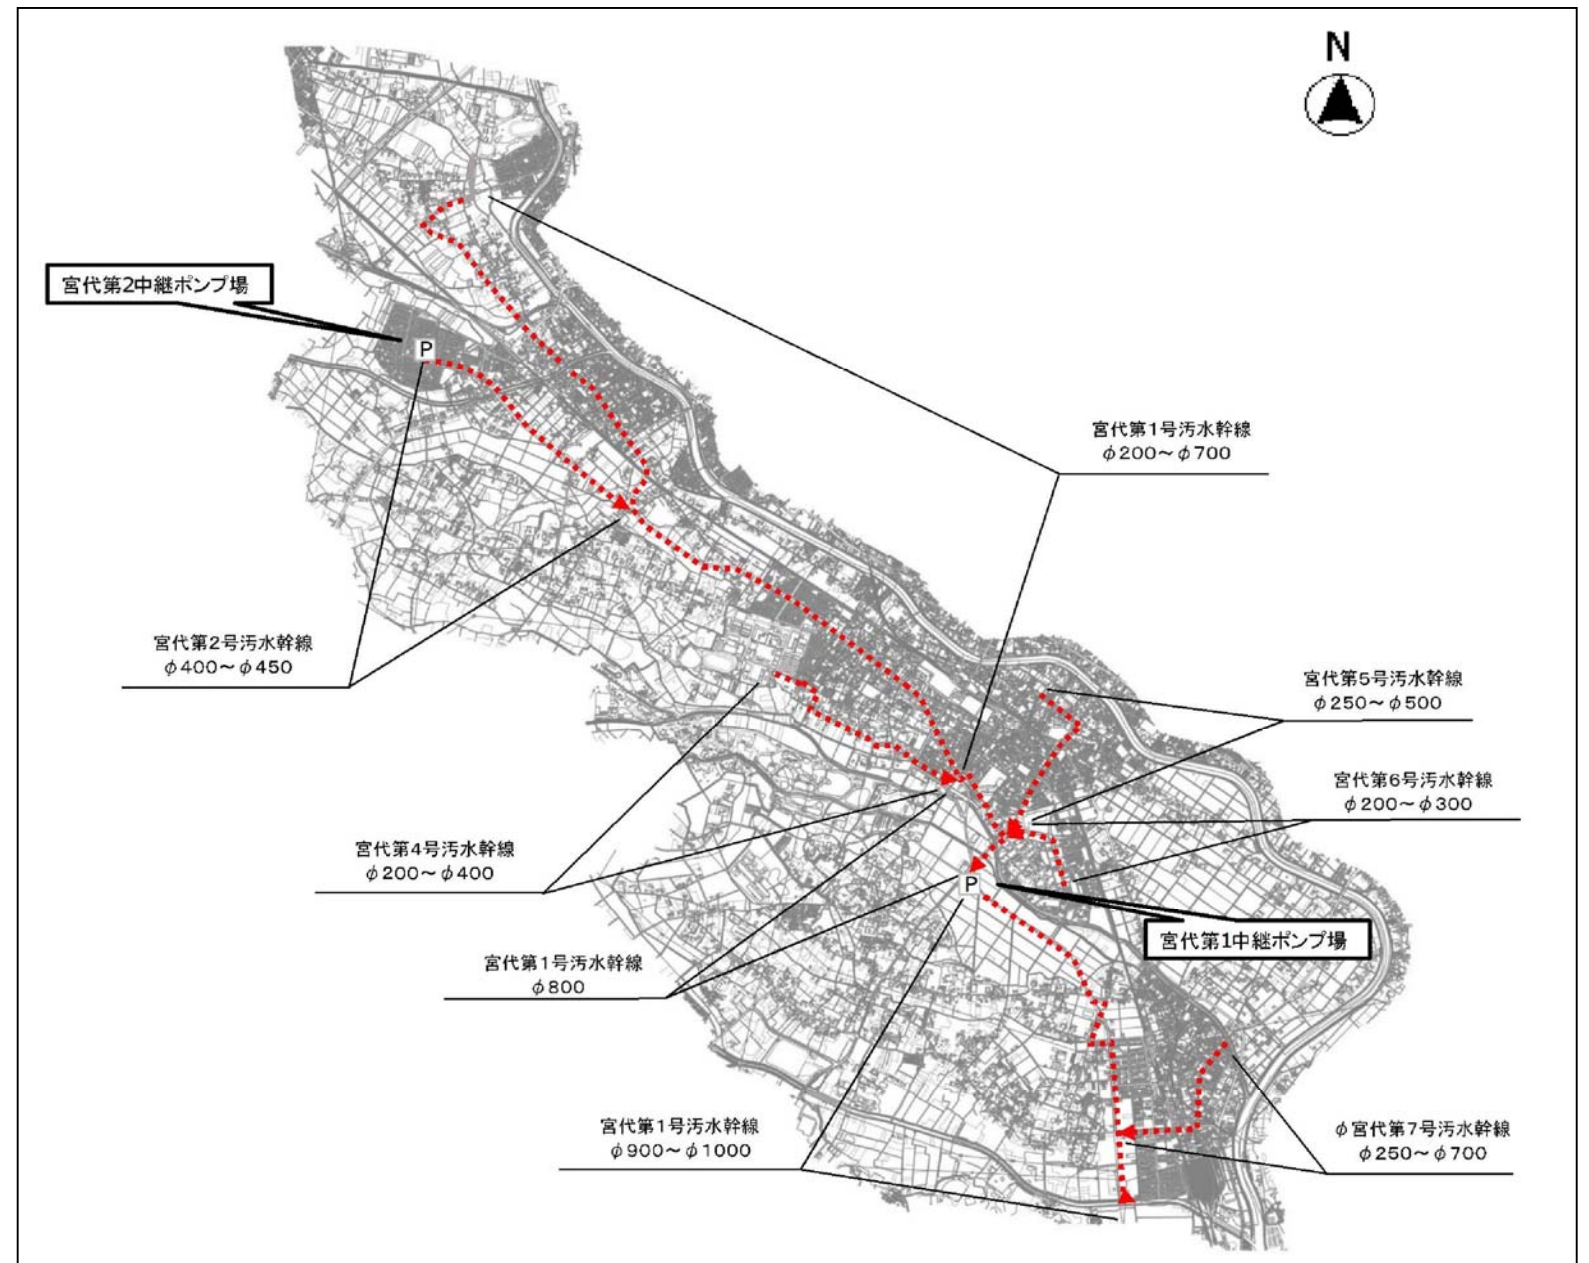 N
宮代第2中継ポンプ場
P
宮代第1号汚水幹線
φ200～φ700
宮代第2号汚水幹線
φ400～φ450
宮代第5号汚水幹線
φ250～φ500
宮代第6号汚水幹線
φ200～φ300
宮代第4号汚水幹線
φ200～φ400
P
宮代第1中継ポンプ場
宮代第1号汚水幹線
φ800
宮代第1号汚水幹線
φ900～φ1000
φ宮代第7号汚水幹線
φ250～φ700